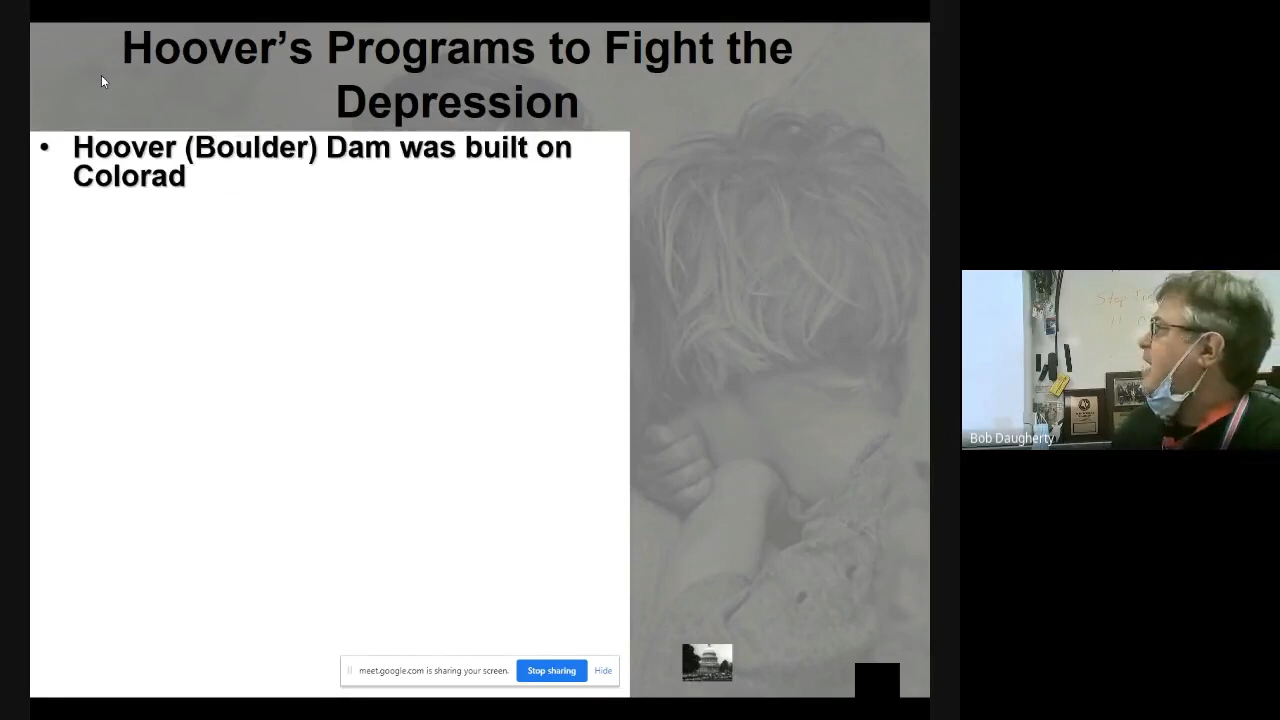 Hoover’s Programs to Fight the
Depression
• Hoover (Boulder) Dam was built on
Colorad
meet.google.com is sharing your screen.
Stop sharing
Hide
Stop
Bob Daugherty